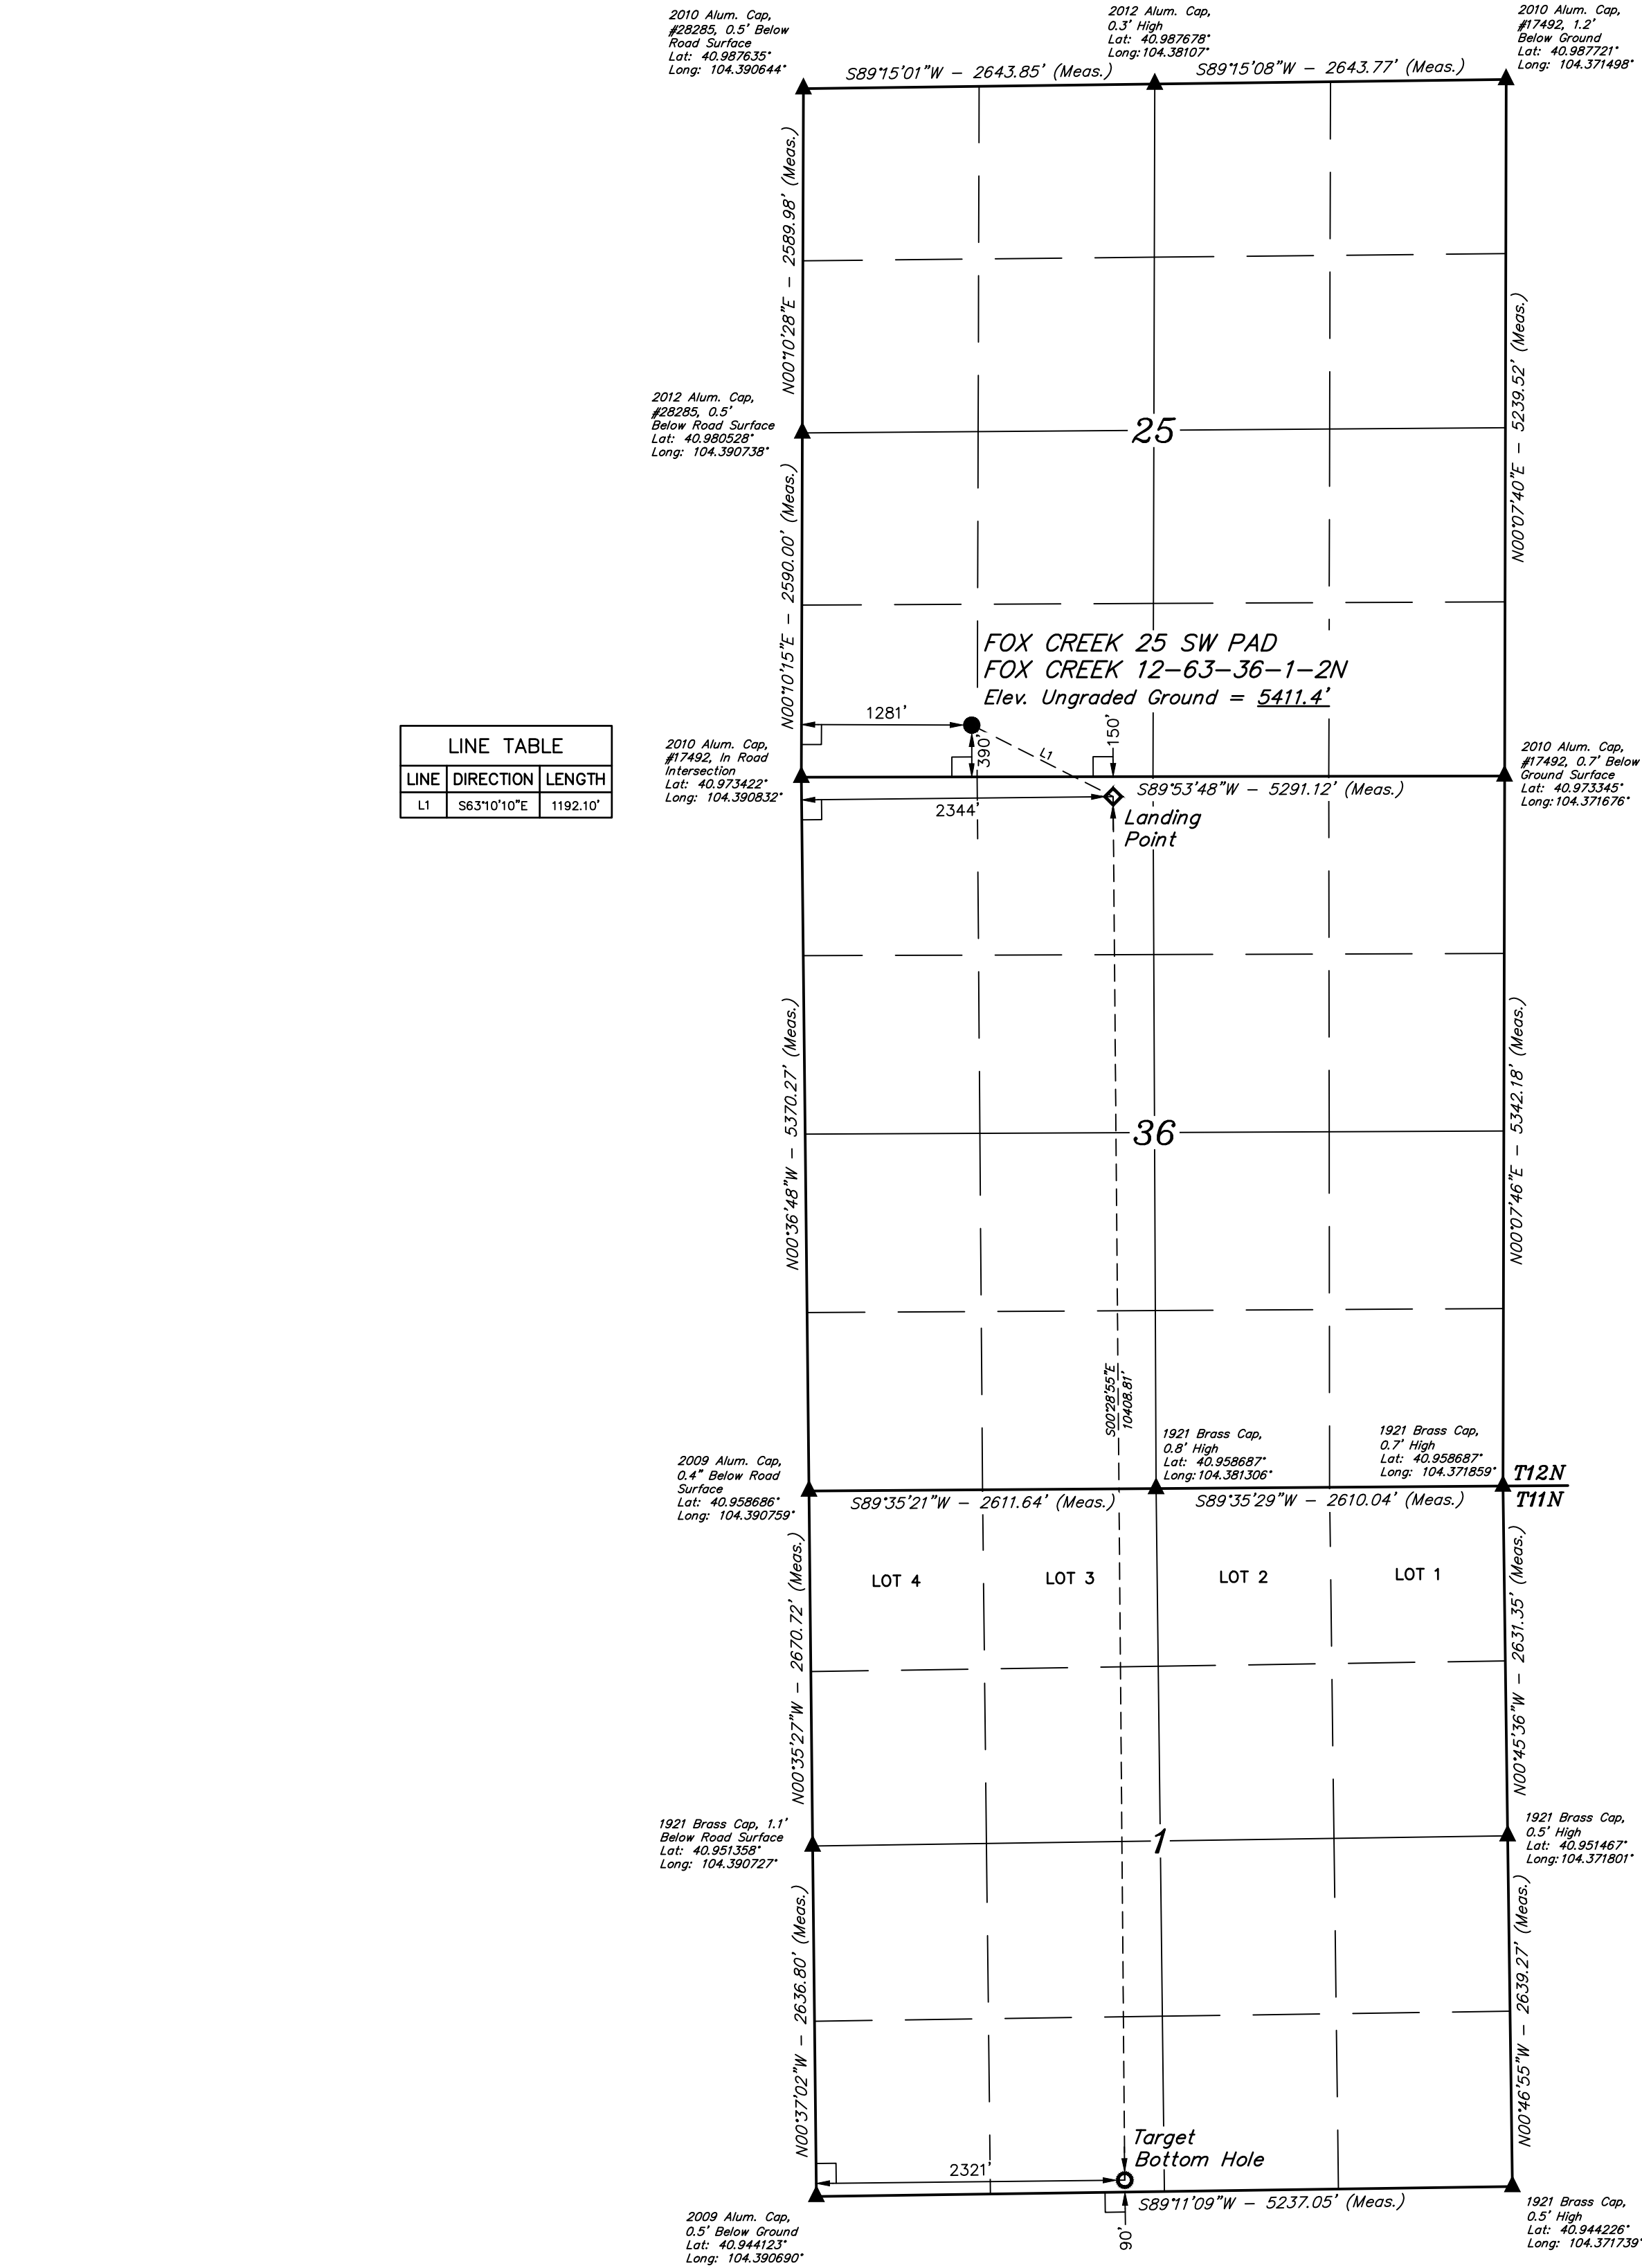 2010 Alum. Cap,
#28285, 0.5' Below
Road Surface
Lat: 40.987635°
Long: 104.390644°
2012 Alum. Cap,
0.3' High
Lat: 40.987678°
Long: 104.38107°
2010 Alum. Cap,
#17492, 1.2'
Below Ground
Lat: 40.987721°
Long: 104.371498°
S89°15'01"W - 2643.85' (Meas.)
S89°15'08"W - 2643.77' (Meas.)
N00°10'28"E - 2589.98' (Meas.)
N00°07'40"E - 5239.52' (Meas.)
2012 Alum. Cap,
#28285, 0.5'
Below Road Surface
Lat: 40.980528°
Long: 104.390738°
25
N00°10'15"E - 2590.00' (Meas.)
FOX CREEK 25 SW PAD
FOX CREEK 12-63-36-1-2N
Elev. Ungraded Ground = 5411.4'
1281'
390'
150'
L1
LINE TABLE
LINE DIRECTION LENGTH
L1 S63°10'10"E 1192.10'
2010 Alum. Cap,
#17492, In Road
Intersection
Lat: 40.973422°
Long: 104.390832°
2010 Alum. Cap,
#17492, 0.7' Below
Ground Surface
Lat: 40.973345°
Long: 104.371676°
S89°53'48"W - 5291.12' (Meas.)
2344'
Landing
Point
N00°36'48"W - 5370.27' (Meas.)
N00°07'46"E - 5342.18' (Meas.)
36
S00°28'55"E
10408.81'
2009 Alum. Cap,
0.4" Below Road
Surface
Lat: 40.958686°
Long: 104.390759°
1921 Brass Cap,
0.8' High
Lat: 40.958687°
Long: 104.381306°
1921 Brass Cap,
0.7' High
Lat: 40.958687°
Long: 104.371859°
T12N
T11N
S89°35'21"W - 2611.64' (Meas.)
S89°35'29"W - 2610.04' (Meas.)
LOT 4
LOT 3
LOT 2
LOT 1
N00°35'27"W - 2670.72' (Meas.)
N00°45'36"W - 2631.35' (Meas.)
1921 Brass Cap, 1.1'
Below Road Surface
Lat: 40.951358°
Long: 104.390727°
1
1921 Brass Cap,
0.5' High
Lat: 40.951467°
Long: 104.371801°
N00°37'02"W - 2636.80' (Meas.)
N00°46'55"W - 2639.27' (Meas.)
Target
Bottom Hole
2321'
S89°11'09"W - 5237.05' (Meas.)
90'
2009 Alum. Cap,
0.5' Below Ground
Lat: 40.944123°
Long: 104.390690°
1921 Brass Cap,
0.5' High
Lat: 40.944226°
Long: 104.371739°